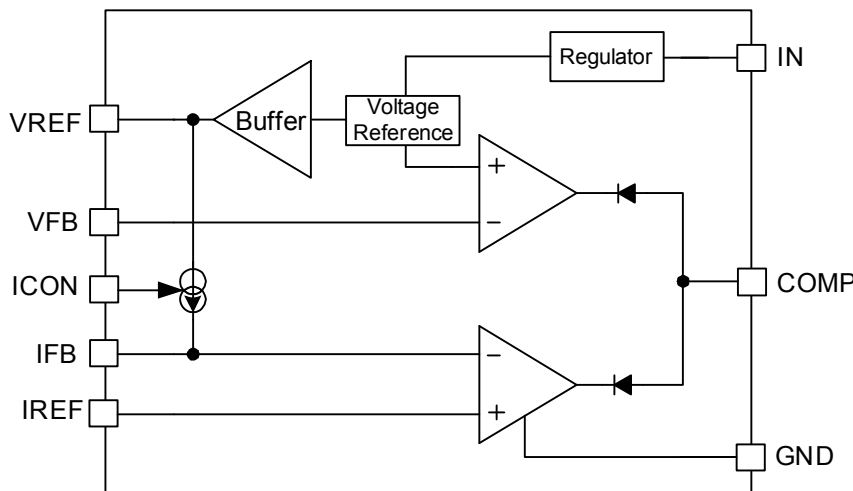 Regulator
IN
VREF
Buffer
Voltage
Reference
+
−
VFB
ICON
COMP
IFB
−
IREF
+
GND